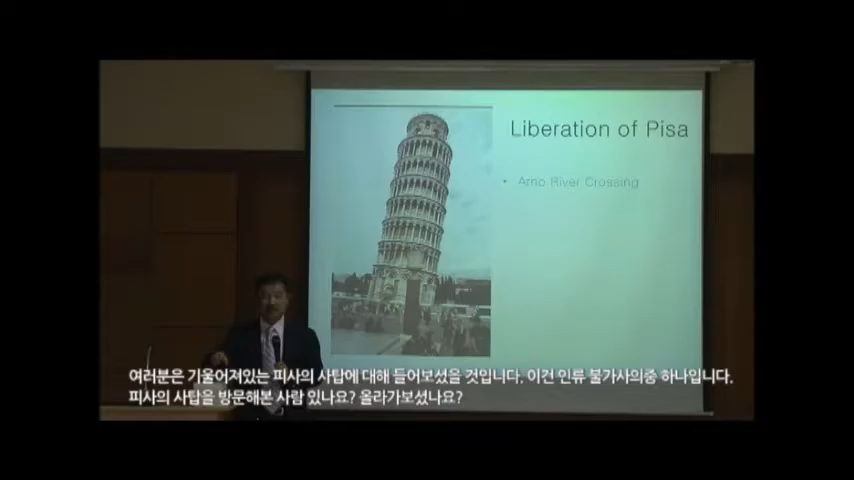 Liberation of Pisa
• Arno River Crossing
여러분은 기울어져있는 피사의 사탑에 대해 들어보셨을 것입니다. 이건 인류 불가사의중 하나입니다.
피사의 사탑을 방문해본 사람 있나요? 올라가보셨나요?